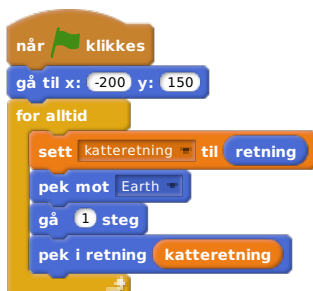 når klikkes
gå til x: -200 y: 150
for alltid
sett katteretning til retning
pek mot Earth
gå 1 steg
pek i retning katteretning